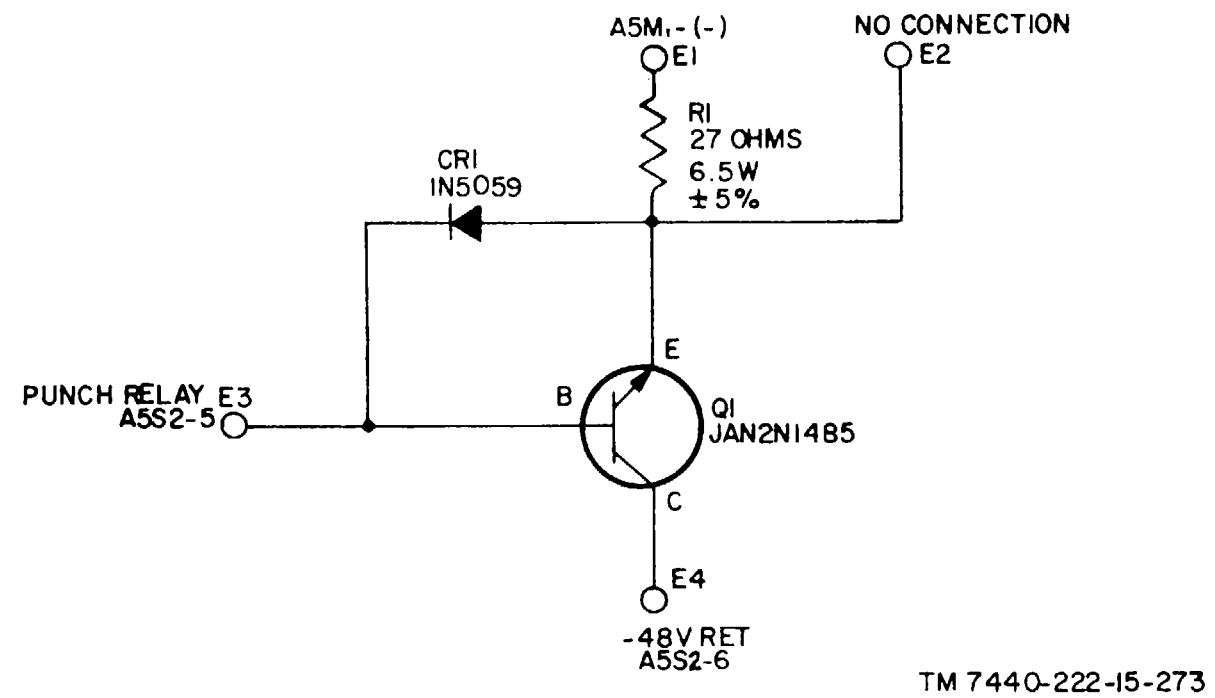 A5M1-(-)
E1
NO CONNECTION
E2
R1
27 OHMS
6.5W
±5%
CR1
1N5059
E
B
Q1
JAN2N1485
PUNCH RELAY E3
A5S2-5
C
E4
-48V RET
A5S2-6
TM 7440-222-15-273